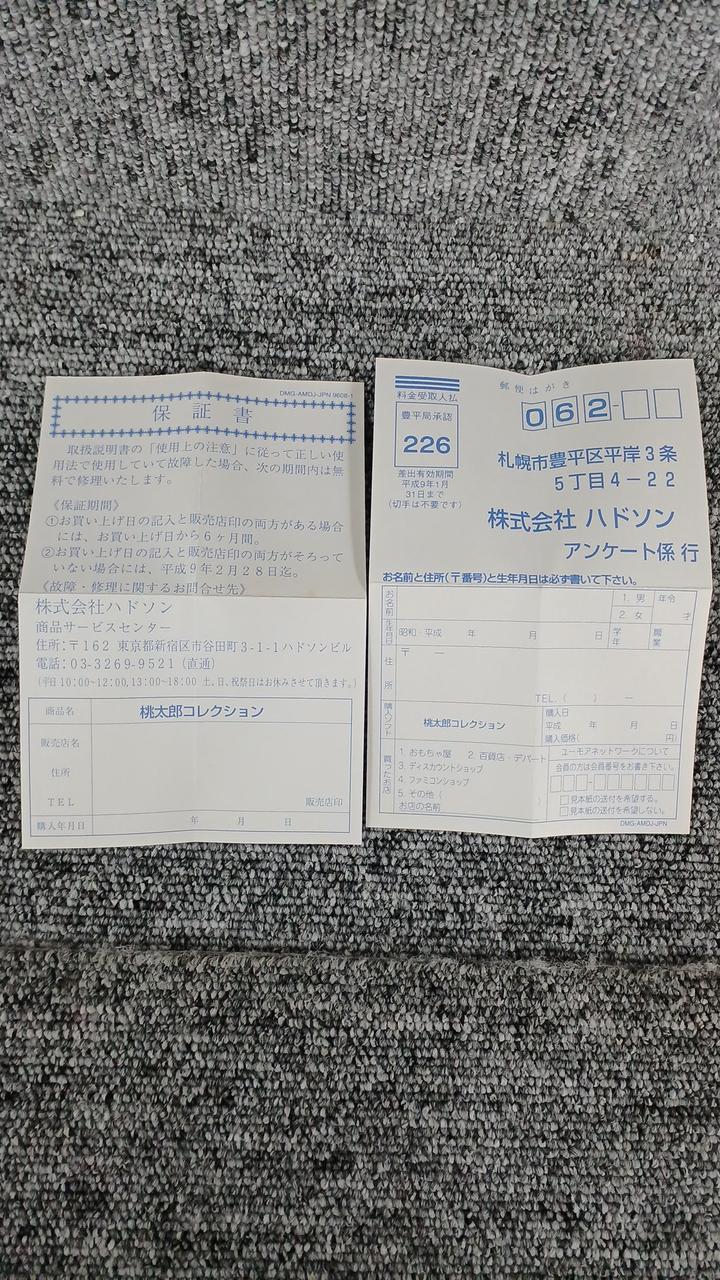 DMG-AMDJ-JPN 9608-1
保証書
取扱説明書の「使用上の注意」に従って正しい使
用法で使用していて故障した場合、次の期間内は無
料で修理いたします。
《保証期間》
①お買い上げ日の記入と販売店印の両方がある場合
には、お買い上げ日から6ヶ月間。
②お買い上げ日の記入と販売店印の両方がそろって
いない場合には、平成9年2月28日迄。
《故障・修理に関するお問合せ先》
株式会社ハドソン
商品サービスセンター
住所:〒162 東京都新宿区市谷田町3-1-1ハドソンビル
電話:03-3269-9521(直通)
(平日10:00~12:00,13:00~18:00 土、日、祝祭日はお休みさせて頂きます。)
商品名 桃太郎コレクション
販売店名
住所
TEL 販売店印
購入年月日 年 月 日
料金受取人払
豊平局承認
226
差出有効期間
平成9年1月
31日まで
(切手は不要です)
郵便はがき
062-
札幌市豊平区平岸3条
5丁目4-22
株式会社 ハドソン
アンケート係 行
お名前と住所(〒番号)と生年月日は必ず書いて下さい。
お名前 1. 男 2. 女 年令 才
生年月日 昭和・平成 年 月 日 学年 職業
住所 〒 ー
TEL. ( ) ー
購入ソフト 桃太郎コレクション
購入日
平成 年 月 日
購入価格( 円)
買ったお店
1. おもちゃ屋 2. 百貨店・デパート
3. ディスカウントショップ
4. ファミコンショップ
5. その他( )
お店の名前
ユーモアネットワークについて
会員の方は会員番号をお書き下さい。
見本紙の送付を希望する。
見本紙の送付を希望しない。
DMG-AMDJ-JPN